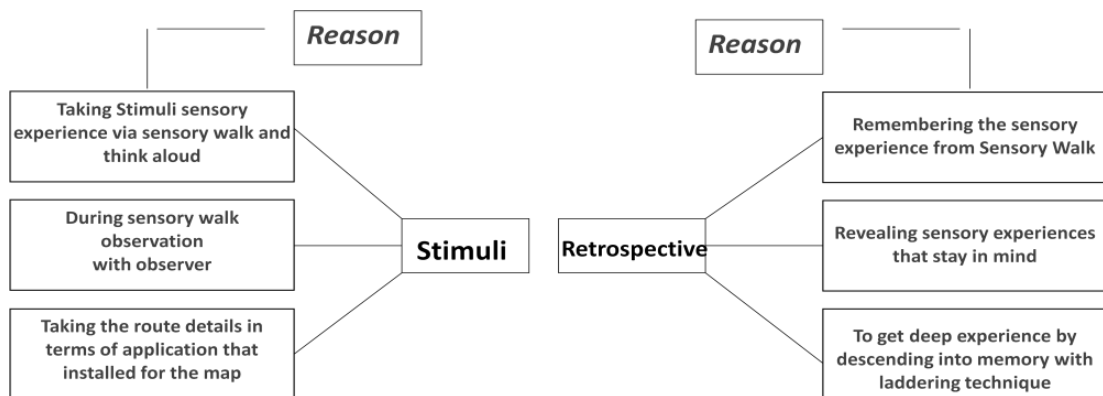 Reason
Taking Stimuli sensory
experience via sensory walk and
think aloud
During sensory walk
observation
with observer
Taking the route details in
terms of application that
installed for the map
Stimuli
Retrospective
Reason
Remembering the sensory
experience from Sensory Walk
Revealing sensory experiences
that stay in mind
To get deep experience by
descending into memory with
laddering technique